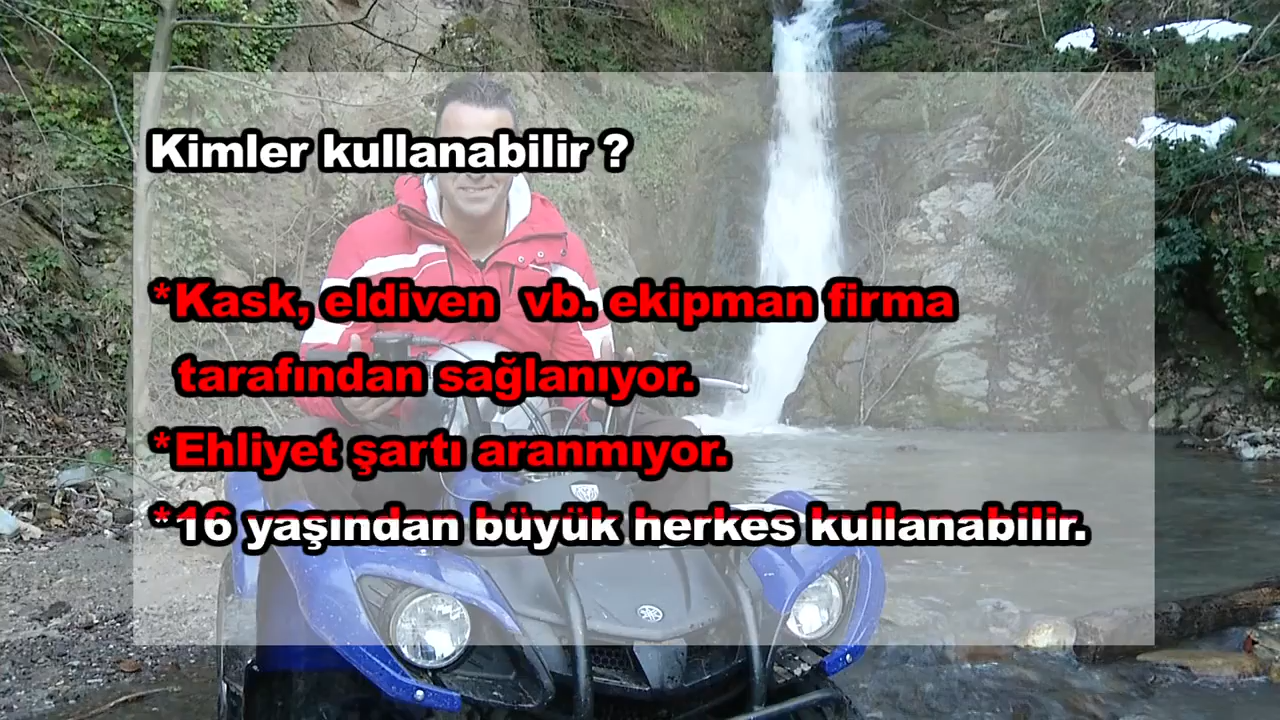 Kimler kullanabilir ?
*Kask, eldiven  vb. ekipman firma
tarafından sağlanıyor.
*Ehliyet şartı aranmıyor.
*16 yaşından büyük herkes kullanabilir.